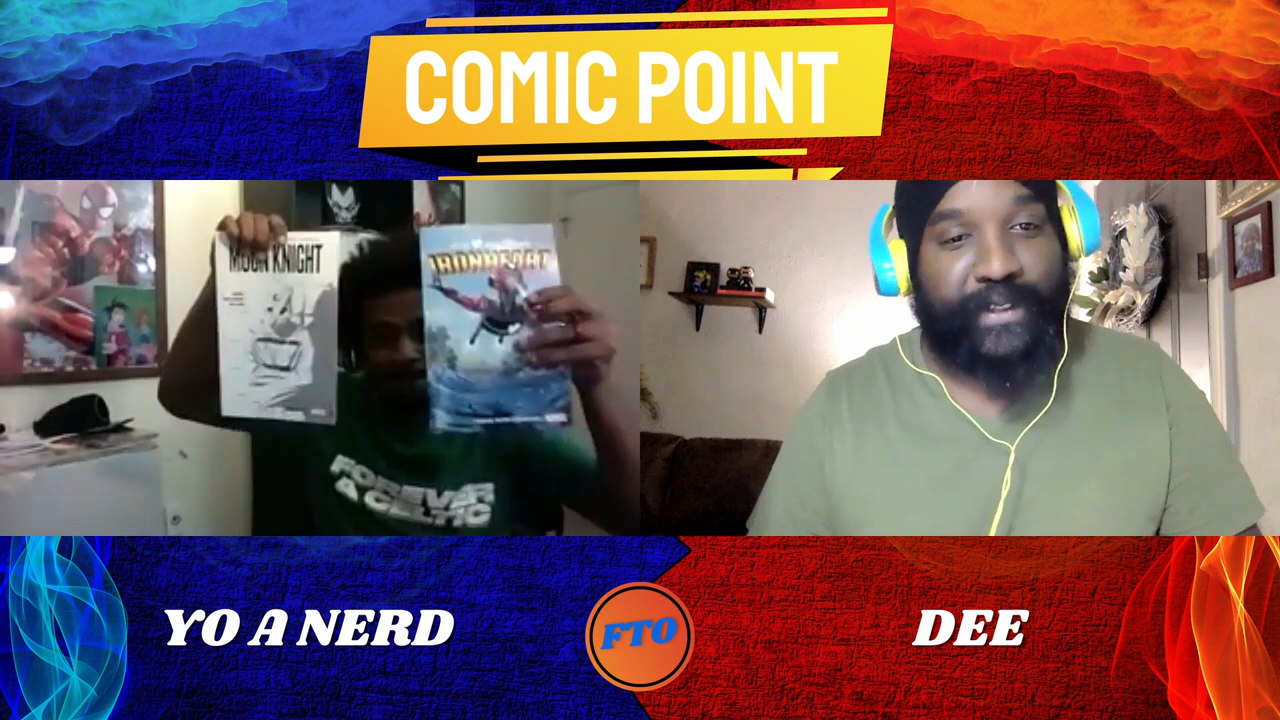 COMIC POINT
MOON KNIGHT
IRONHEART
FOREVER
A CELTIC
YO A NERD
FTO
DEE